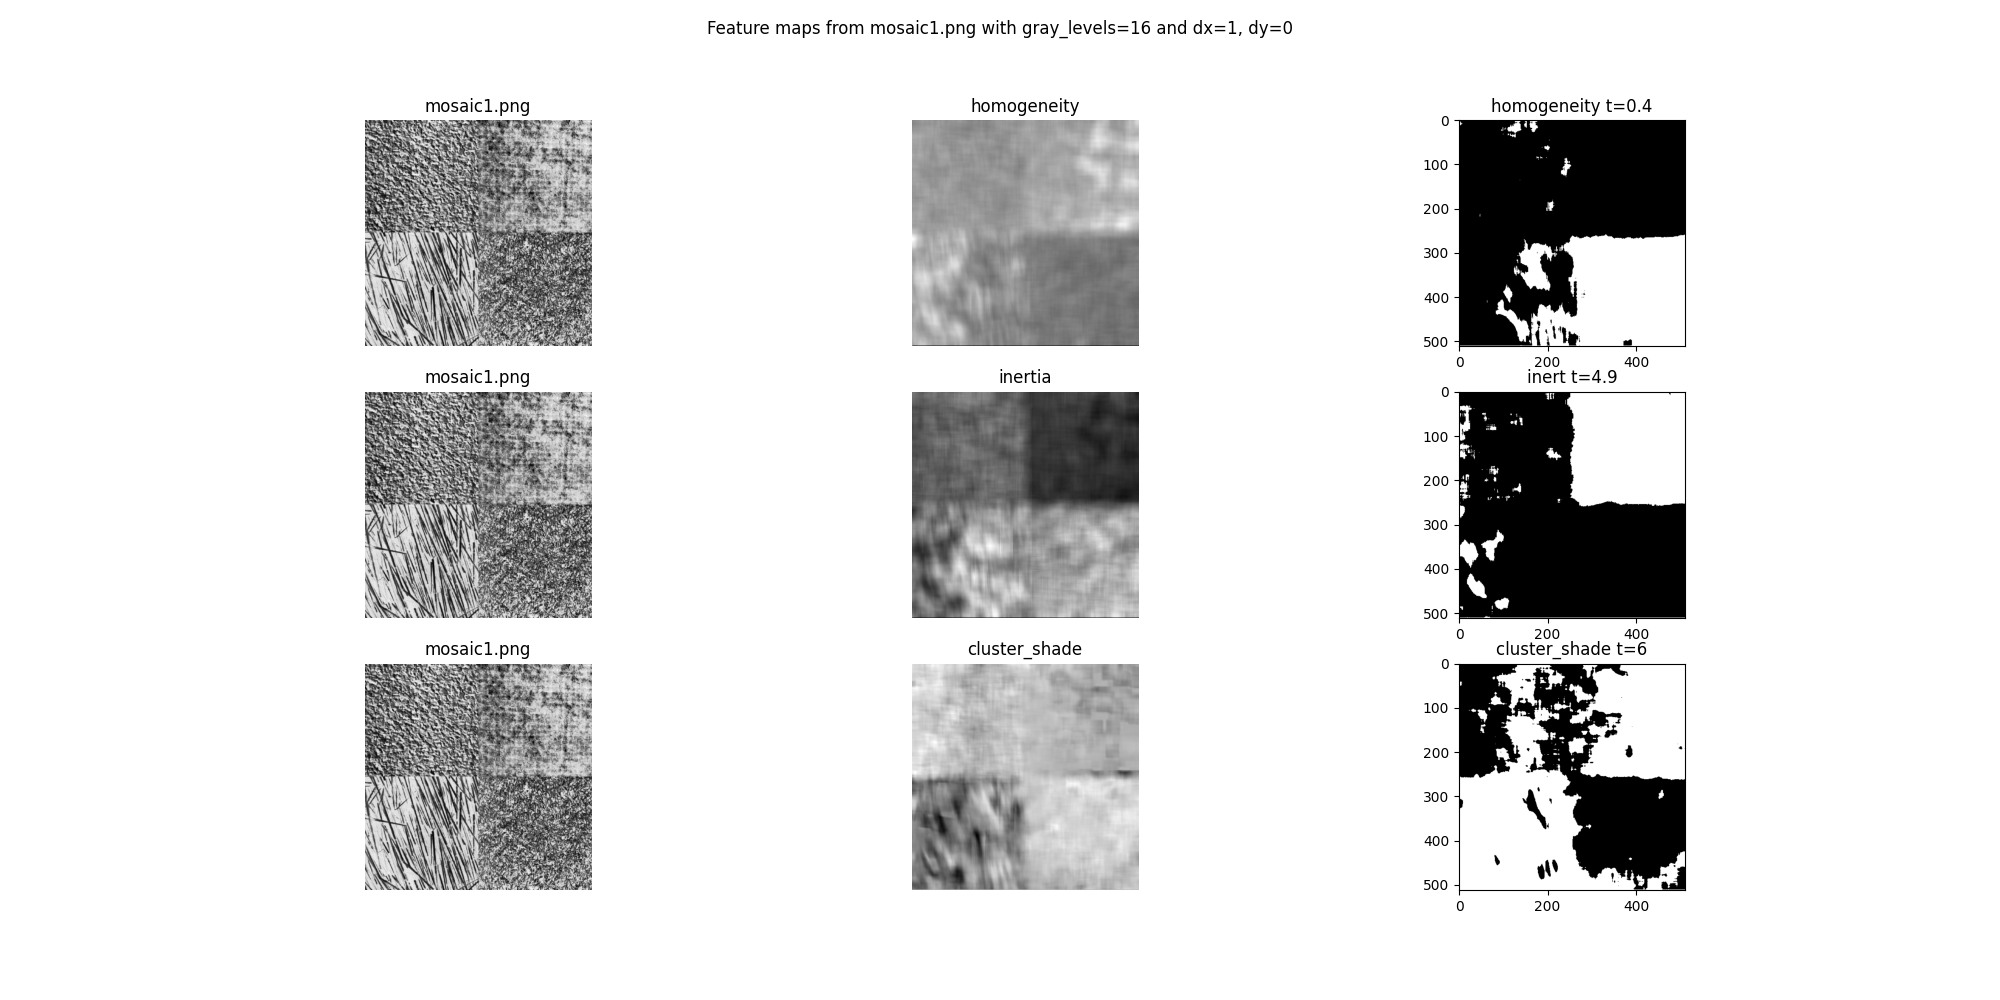 Feature maps from mosaic1.png with gray_levels=16 and dx=1, dy=0
mosaic1.png
homogeneity
homogeneity t=0.4
0
100
200
300
400
500
0
200
400
mosaic1.png
inertia
inert t=4.9
0
100
200
300
400
500
0
200
400
mosaic1.png
cluster_shade
cluster_shade t=6
0
100
200
300
400
500
0
200
400